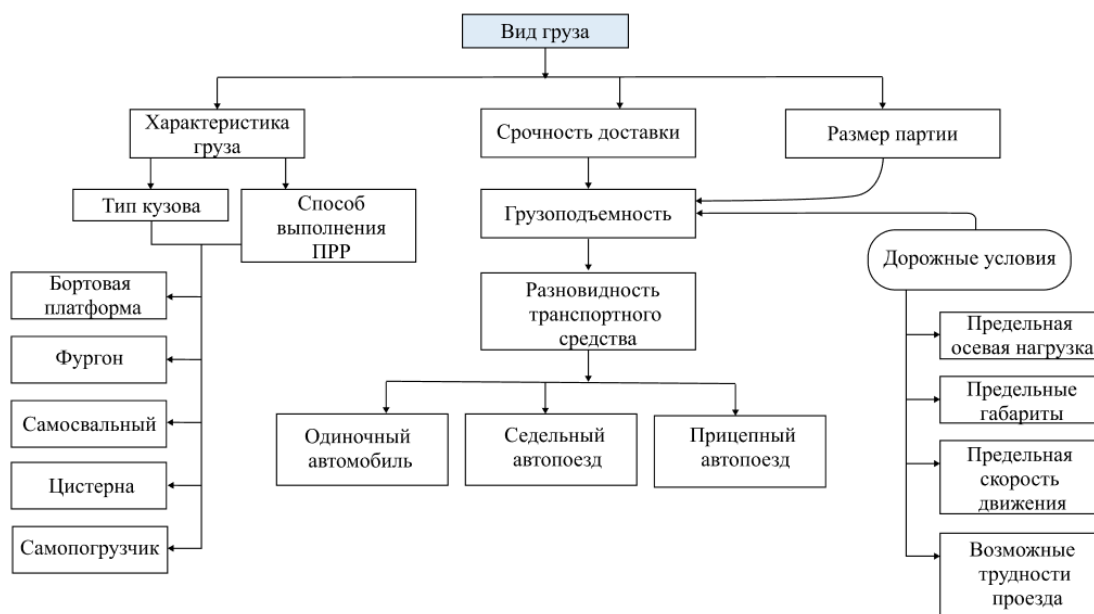 Вид груза
Характеристика
груза
Срочность доставки
Размер партии
Тип кузова
Способ
выполнения
ПРР
Грузоподъемность
Дорожные условия
Бортовая
платформа
Фургон
Самосвальный
Цистерна
Самопогрузчик
Разновидность
транспортного
средства
Одиночный
автомобиль
Седельный
автопоезд
Прицепный
автопоезд
Предельная
осевая нагрузка
Предельные
габариты
Предельная
скорость
движения
Возможные
трудности
проезда